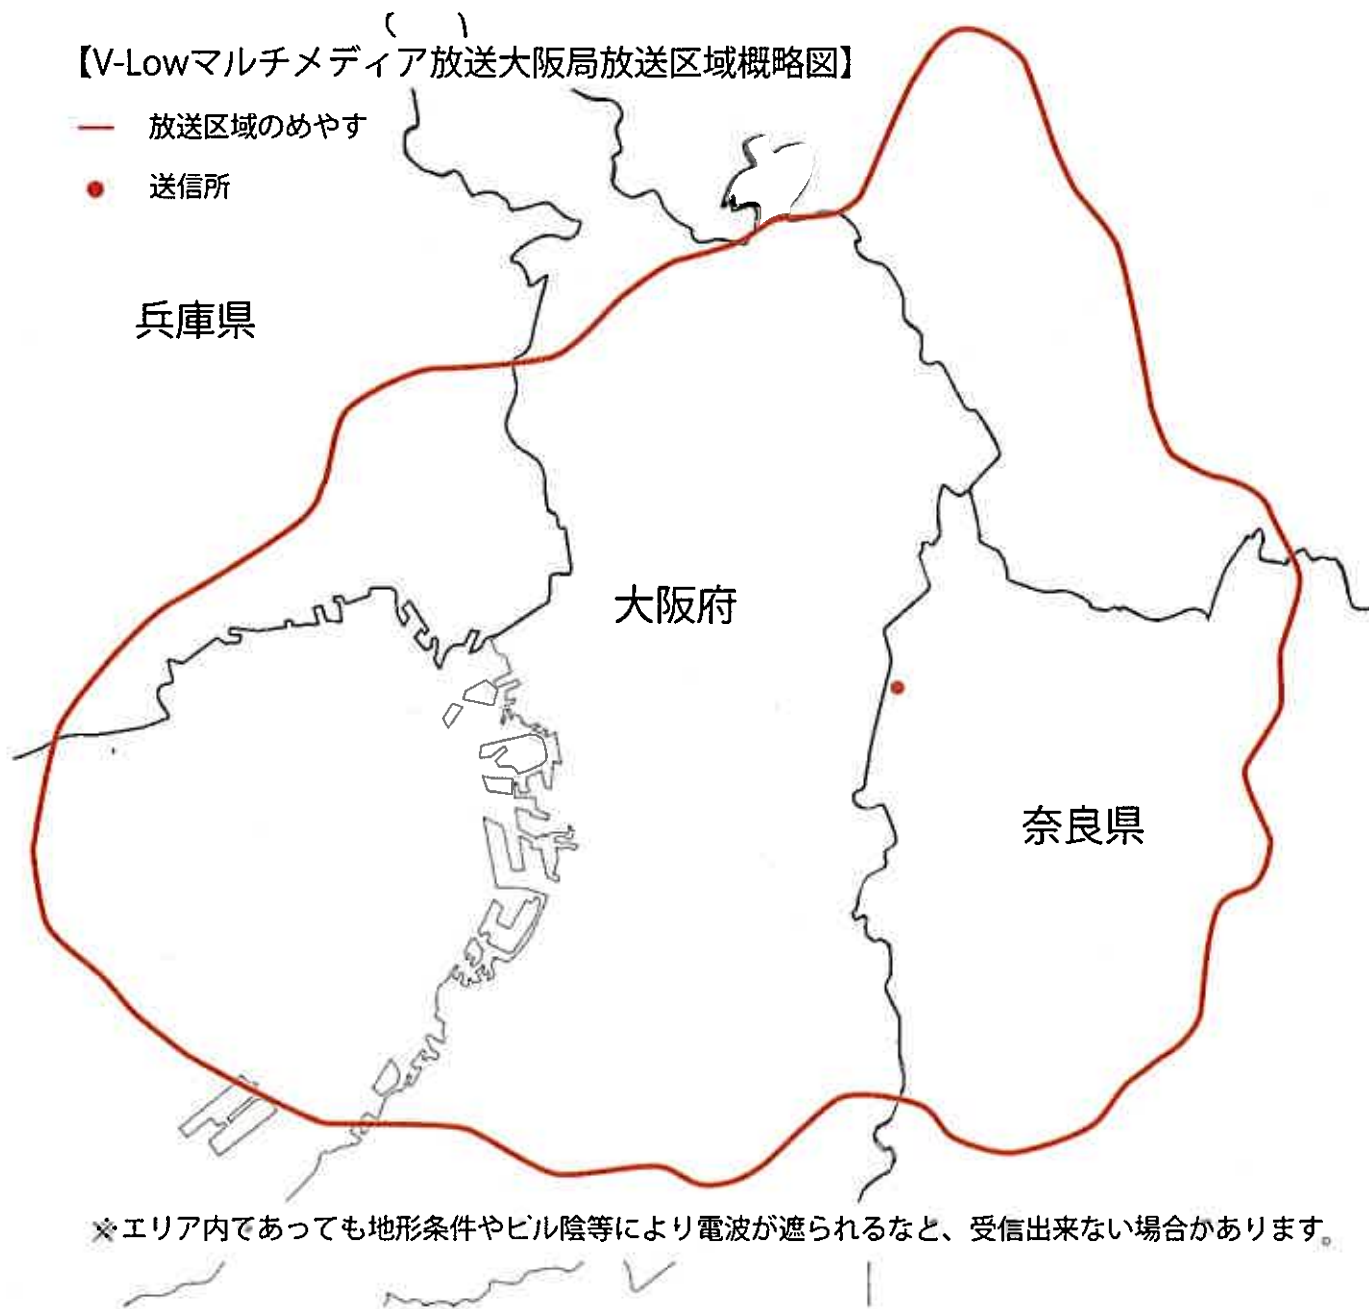 【V-Lowマルチメディア放送大阪局放送区域概略図】
放送区域のめやす
送信所
兵庫県
大阪府
奈良県
※エリア内であっても地形条件やビル陰等により電波が遮られるなど、受信出来ない場合があります。